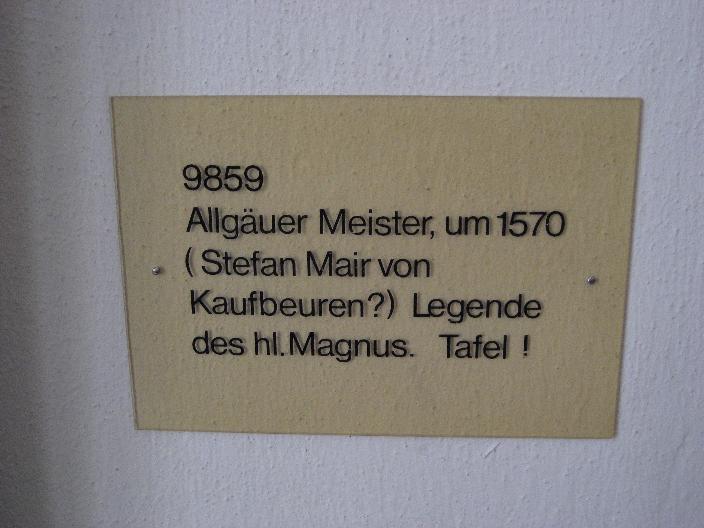 9859
Allgäuer Meister, um 1570
( Stefan Mair von
Kaufbeuren?) Legende
des hl. Magnus. Tafel !